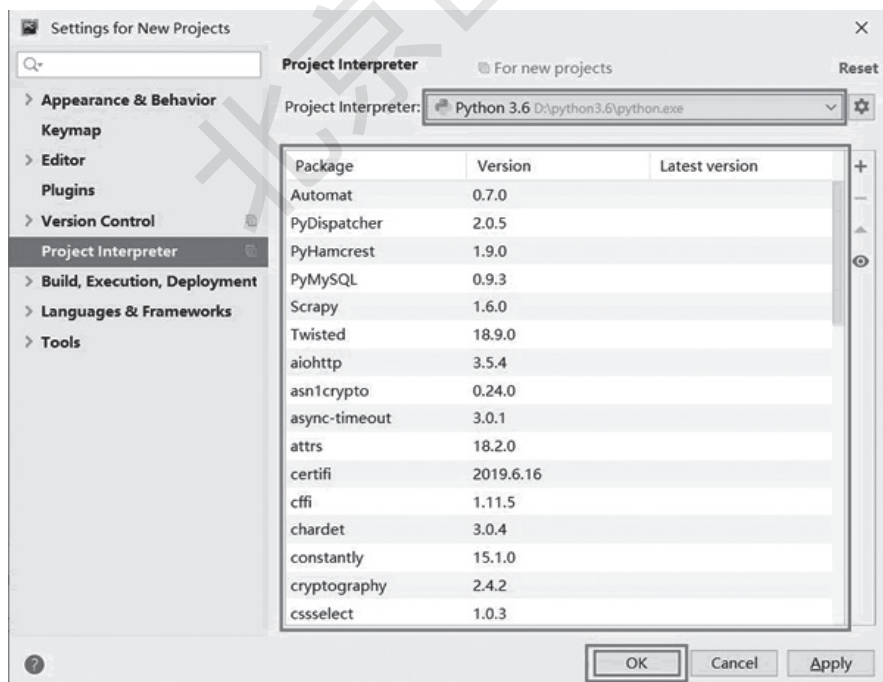 Settings for New Projects
Project Interpreter
For new projects
Reset
Appearance & Behavior
Keymap
Editor
Plugins
Version Control
Project Interpreter
Build, Execution, Deployment
Languages & Frameworks
Tools
Project Interpreter: Python 3.6 D:\python3.6\python.exe
Package Version Latest version
Automat 0.7.0
PyDispatcher 2.0.5
PyHamcrest 1.9.0
PyMySQL 0.9.3
Scrapy 1.6.0
Twisted 18.9.0
aiohttp 3.5.4
asn1crypto 0.24.0
async-timeout 3.0.1
attrs 18.2.0
certifi 2019.6.16
cffi 1.11.5
chardet 3.0.4
constantly 15.1.0
cryptography 2.4.2
cssselect 1.0.3
OK Cancel Apply
北京